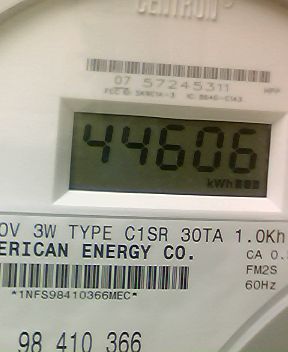 CENTRON
07 57245311
44606
kWh
0V 3W TYPE C1SR 30TA 1.0Kh
ERICAN ENERGY CO.
CA 0.
FM2S
*1NFS98410366MEC*
60Hz
98 410 366